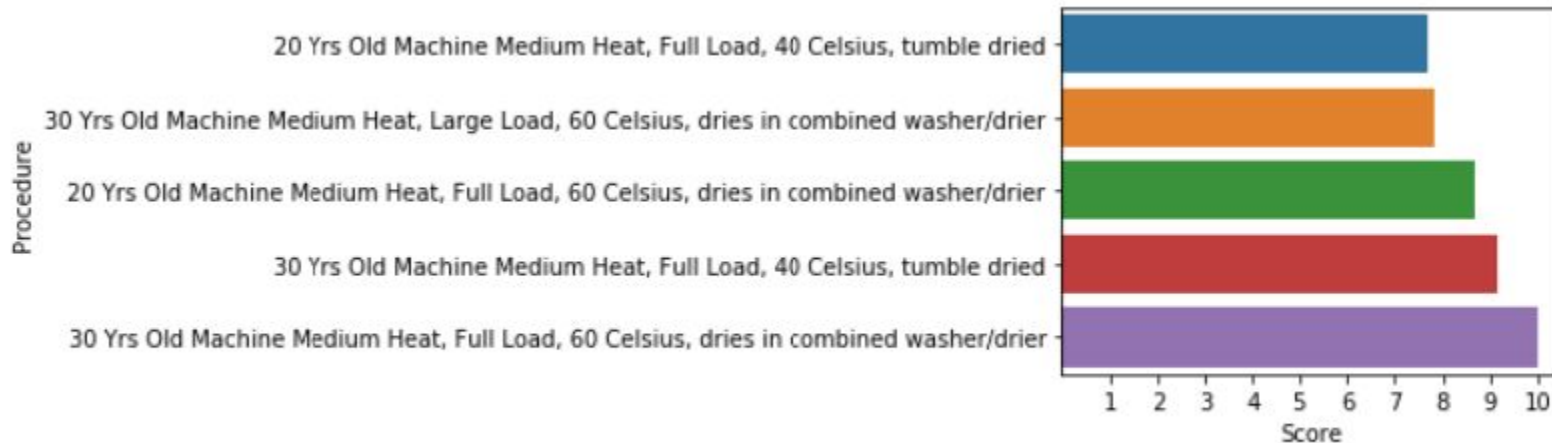 Procedure
20 Yrs Old Machine Medium Heat, Full Load, 40 Celsius, tumble dried
30 Yrs Old Machine Medium Heat, Large Load, 60 Celsius, dries in combined washer/drier
20 Yrs Old Machine Medium Heat, Full Load, 60 Celsius, dries in combined washer/drier
30 Yrs Old Machine Medium Heat, Full Load, 40 Celsius, tumble dried
30 Yrs Old Machine Medium Heat, Full Load, 60 Celsius, dries in combined washer/drier
1 2 3 4 5 6 7 8 9 10
Score